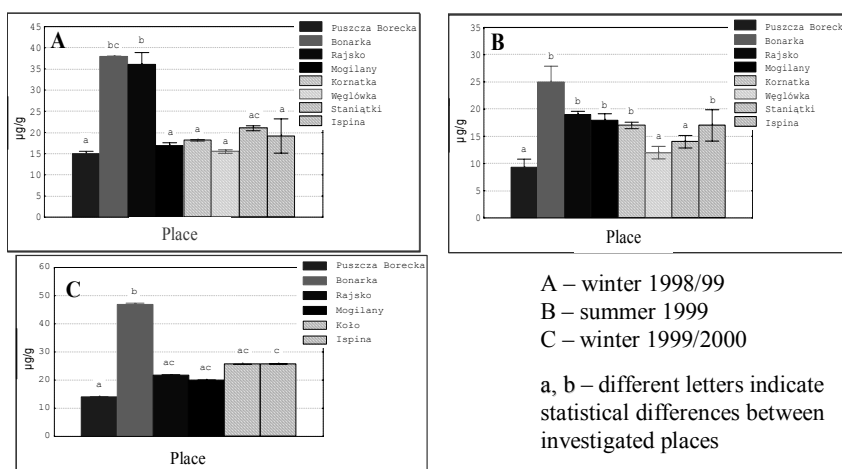 A
45
40
35
30
25
20
15
10
5
0
µg/g
a
bc
b
a
a
a
ac
a
Puszcza Borecka
Bonarka
Rajsko
Mogilany
Kornatka
Węglówka
Staniątki
Ispina
Place
B
35
30
25
20
15
10
5
0
µg/g
a
b
b
b
b
a
a
b
Puszcza Borecka
Bonarka
Rajsko
Mogilany
Kornatka
Węglówka
Staniątki
Ispina
Place
C
60
50
40
30
20
10
0
µg/g
a
b
ac
ac
ac
c
Puszcza Borecka
Bonarka
Rajsko
Mogilany
Koło
Ispina
Place
A – winter 1998/99
B – summer 1999
C – winter 1999/2000
a, b – different letters indicate
statistical differences between
investigated places